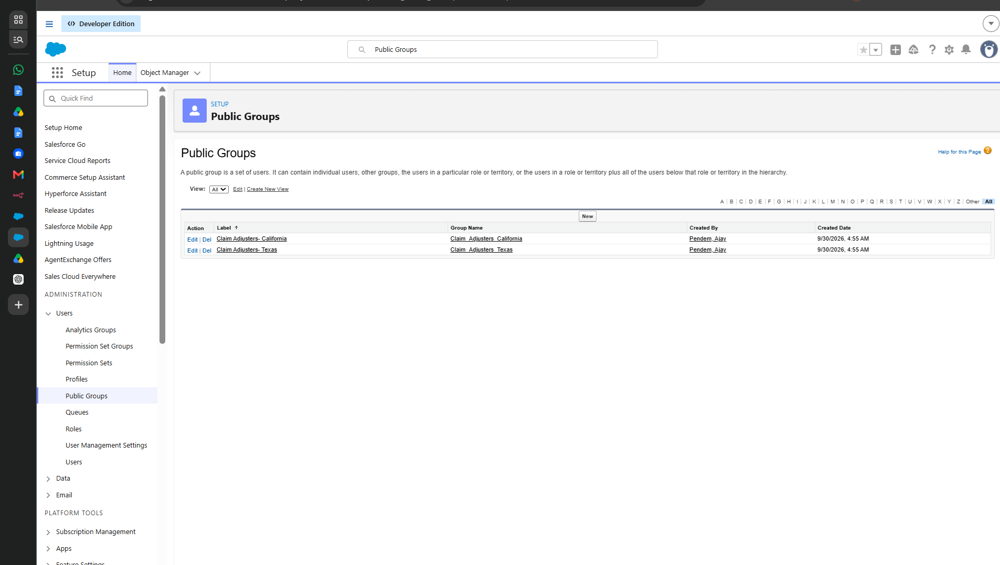 Developer Edition
Public Groups
Setup
Home
Object Manager
Quick Find
Setup Home
Salesforce Go
Service Cloud Reports
Commerce Setup Assistant
Hyperforce Assistant
Release Updates
Salesforce Mobile App
Lightning Usage
AgentExchange Offers
Sales Cloud Everywhere
ADMINISTRATION
Users
Analytics Groups
Permission Set Groups
Permission Sets
Profiles
Public Groups
Queues
Roles
User Management Settings
Users
Data
Email
PLATFORM TOOLS
Subscription Management
Apps
Feature Settings
SETUP
Public Groups
Public Groups
Help for this Page
A public group is a set of users. It can contain individual users, other groups, the users in a particular role or territory, or the users in a role or territory plus all of the users below that role or territory in the hierarchy.
View: All Edit | Create New View
A | B | C | D | E | F | G | H | I | J | K | L | M | N | O | P | Q | R | S | T | U | V | W | X | Y | Z | Other All
New
Action Label ↑ Group Name Created By Created Date
Edit | Del Claim Adjusters- California Claim_Adjusters_California Pendem, Ajay 9/30/2026, 4:55 AM
Edit | Del Claim Adjusters- Texas Claim_Adjusters_Texas Pendem, Ajay 9/30/2026, 4:55 AM